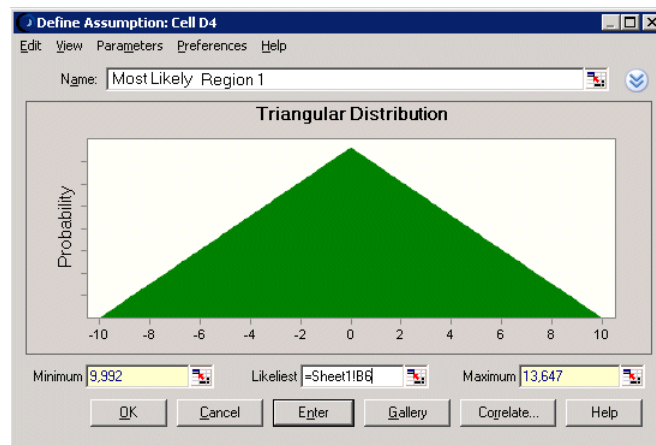 Define Assumption: Cell D4
Edit View Parameters Preferences Help
Name: Most Likely Region 1
Triangular Distribution
Probability
-10 -8 -6 -4 -2 0 2 4 6 8 10
Minimum 9,992 Likeliest =Sheet1!B6 Maximum 13,647
OK Cancel Enter Gallery Correlate... Help